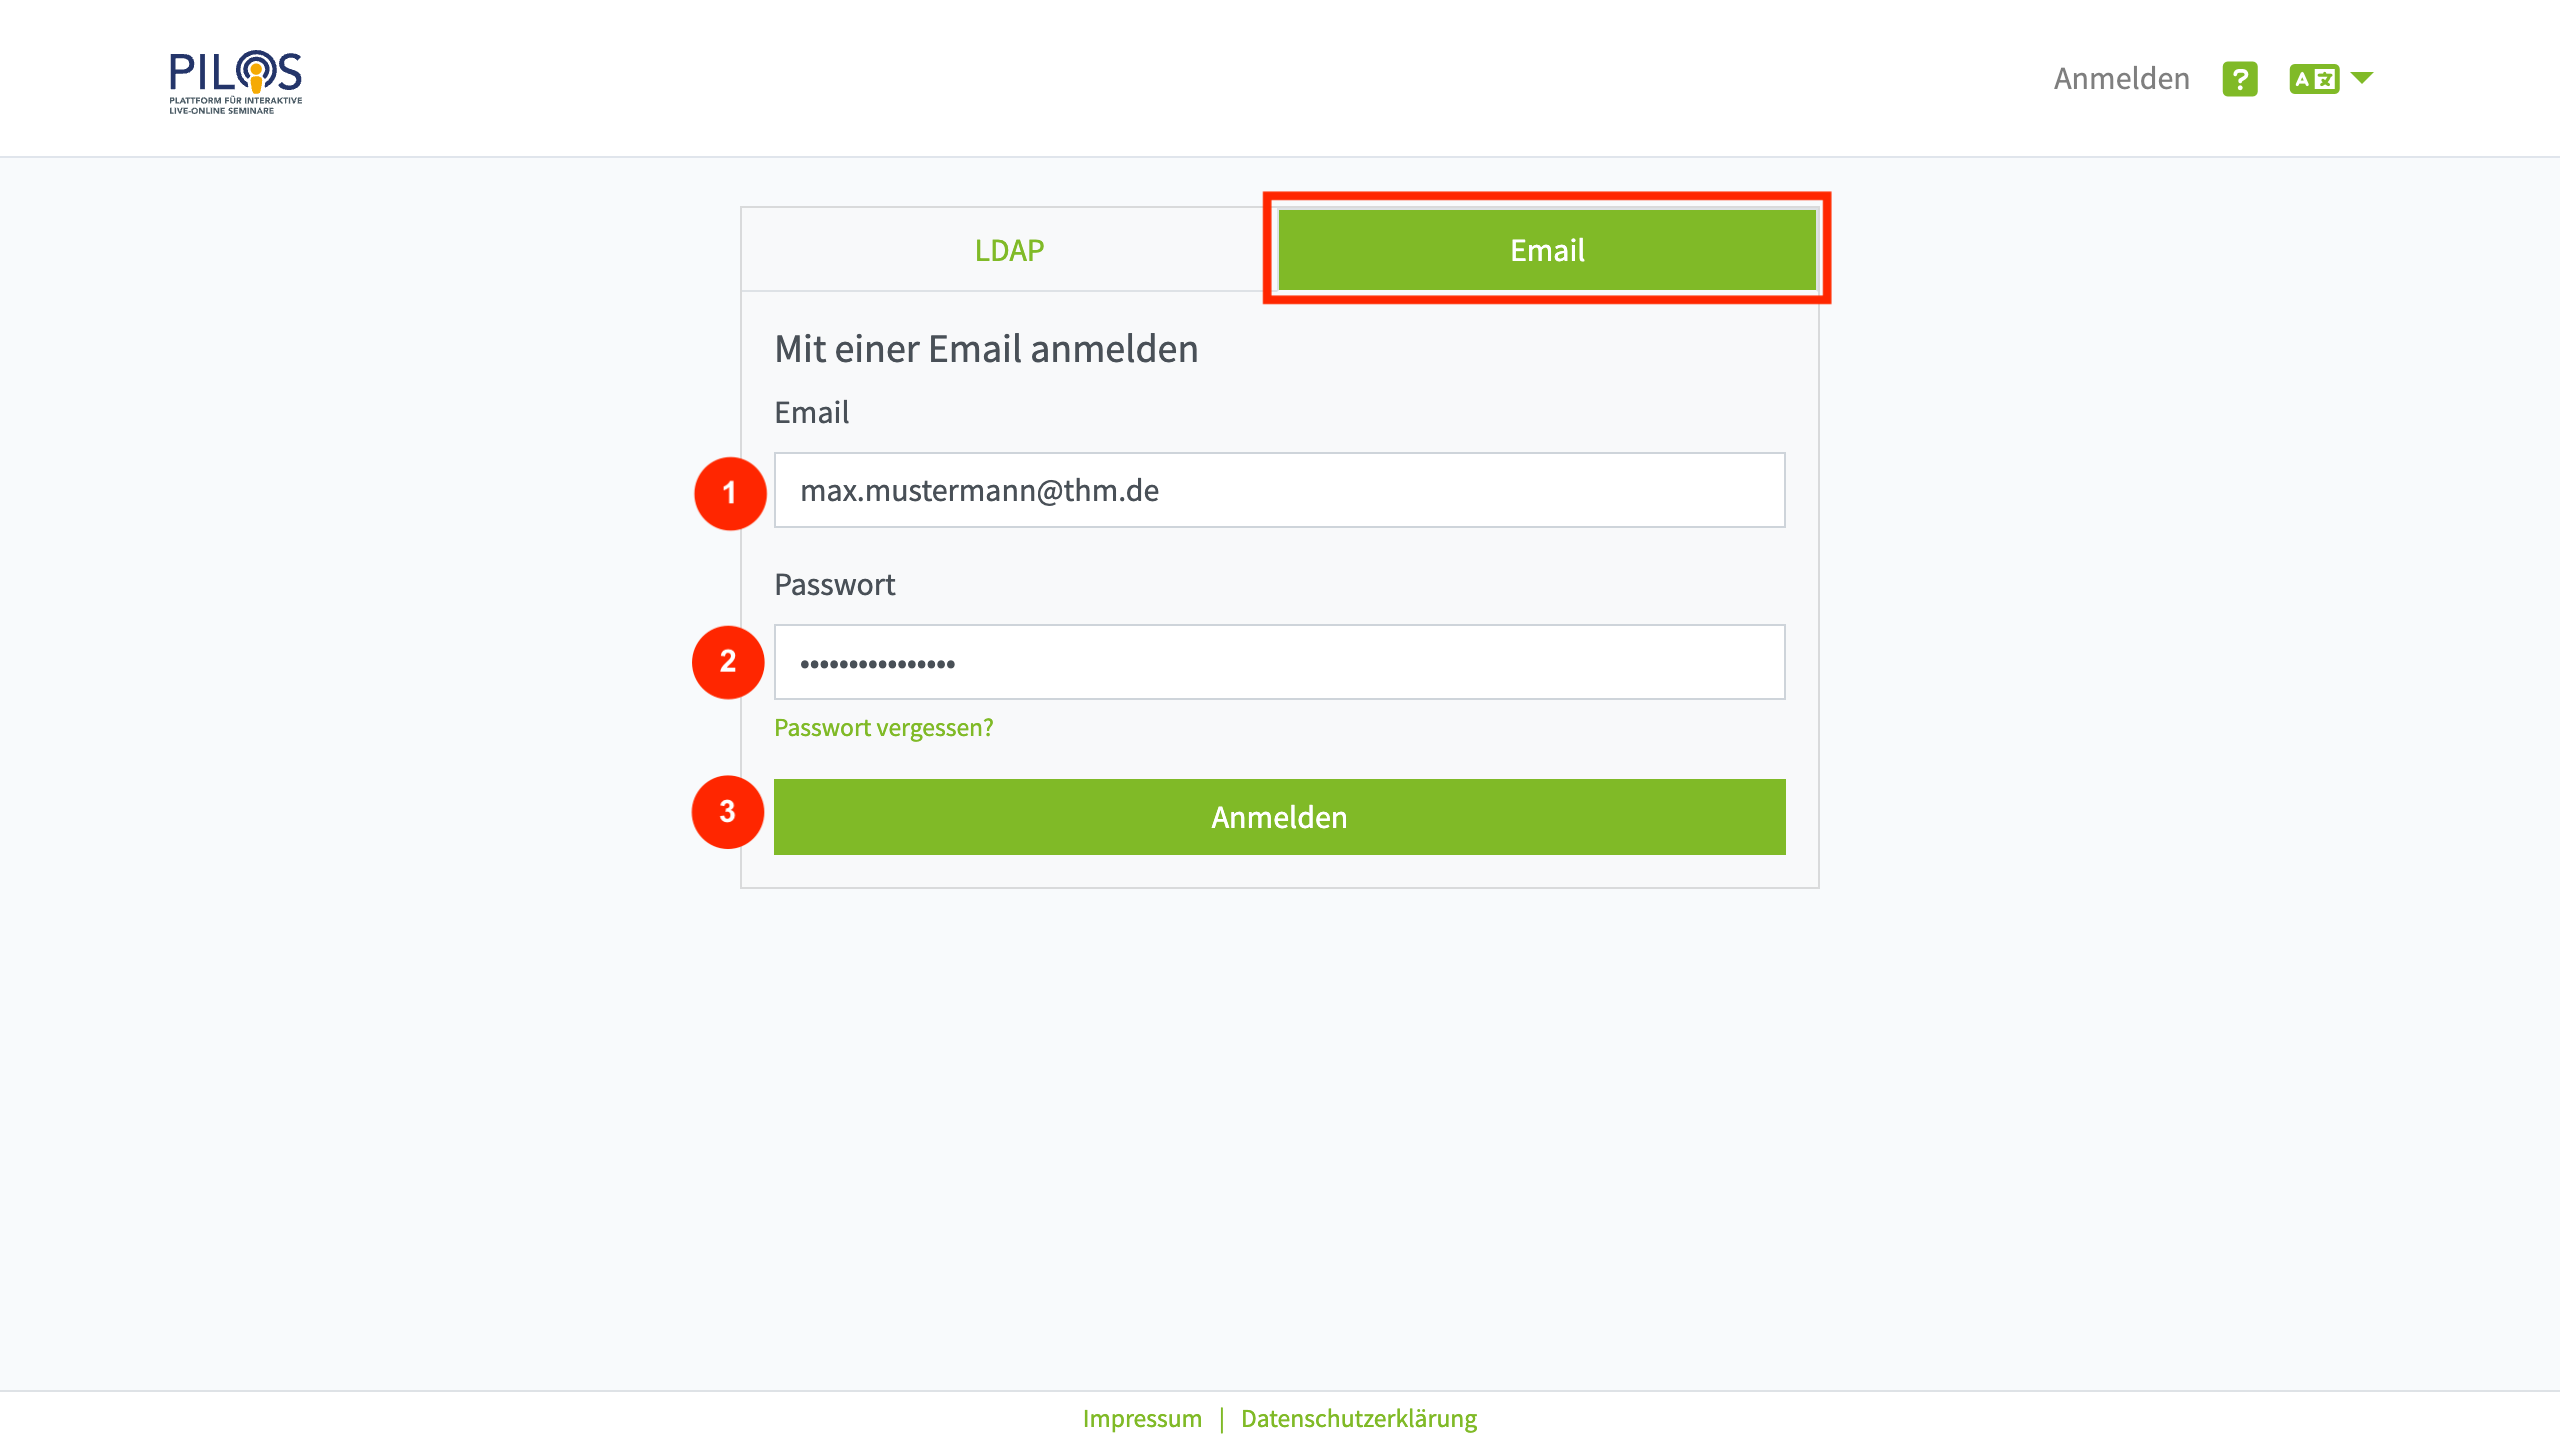 PILOS
PLATTFORM FÜR INTERAKTIVE
LIVE-ONLINE SEMINARE
Anmelden ? A
LDAP Email
Mit einer Email anmelden
Email
1 max.mustermann@thm.de
Passwort
2 ••••••••••••••••
Passwort vergessen?
3 Anmelden
Impressum | Datenschutzerklärung